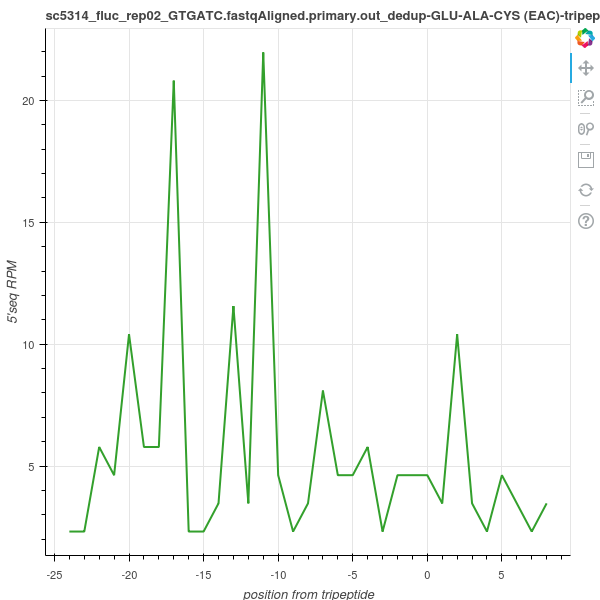 sc5314_fluc_rep02_GTGATC.fastqAligned.primary.out_dedup-GLU-ALA-CYS (EAC)-tripep
20
15
10
5
5'seq RPM
-25 -20 -15 -10 -5 0 5
position from tripeptide